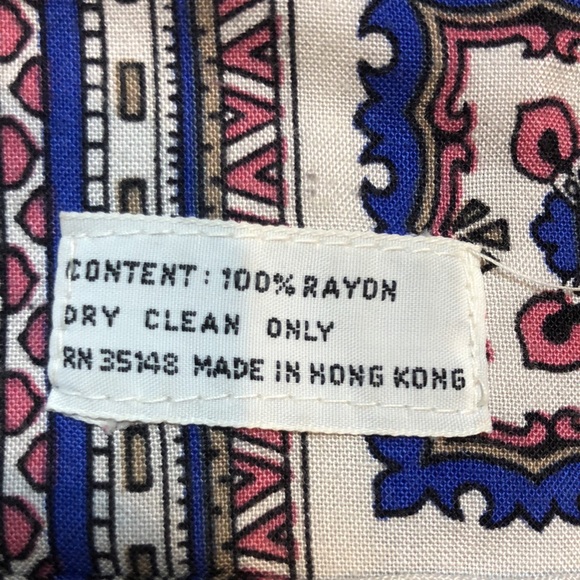 CONTENT: 100% RAYON
DRY CLEAN ONLY
RN 35148 MADE IN HONG KONG